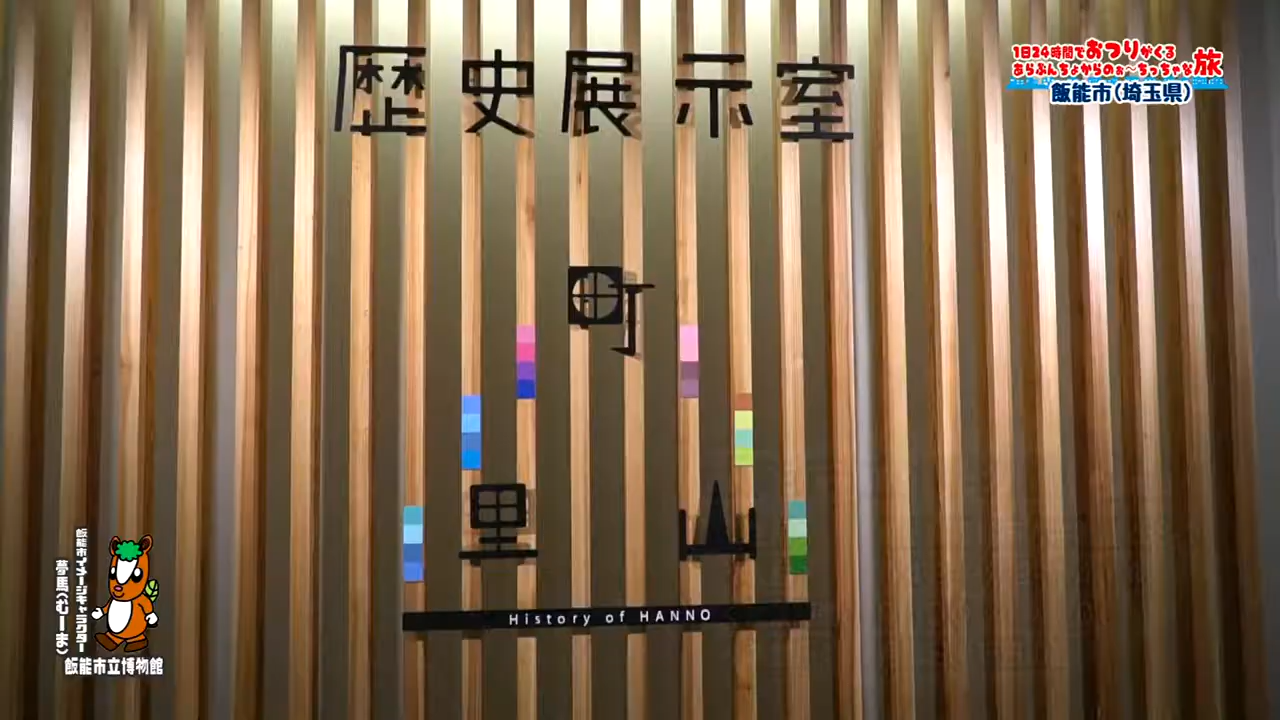 歴史展示室
町
里 山
History of HANNO
1日24時間でおつりがくる
あらぶんちょからのぉ~ちっちゃな旅
飯能市(埼玉県)
飯能市イメージキャラクター
夢馬(むーま)
飯能市立博物館